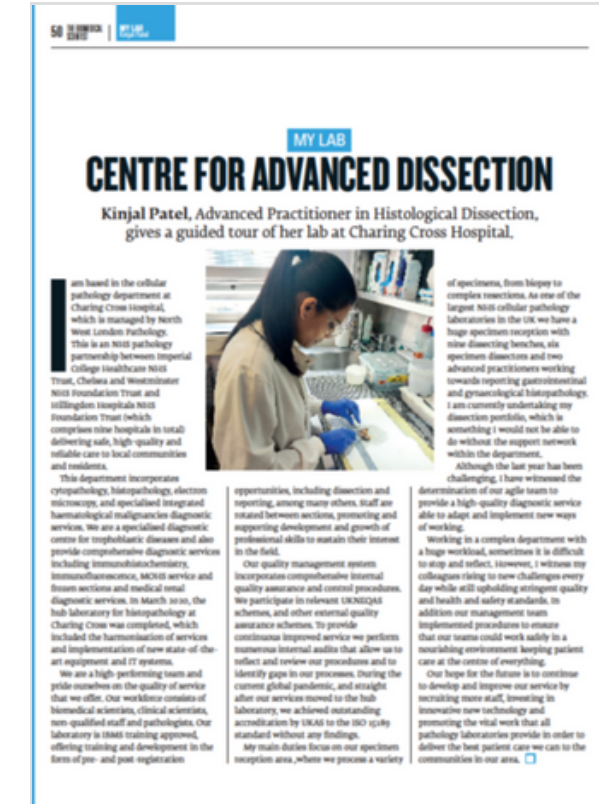 50 THE BIOMEDICAL
SCIENTIST
MY LAB
Kinjal Patel
MY LAB
CENTRE FOR ADVANCED DISSECTION
Kinjal Patel, Advanced Practitioner in Histological Dissection,
gives a guided tour of her lab at Charing Cross Hospital.
I am based in the cellular
pathology department at
Charing Cross Hospital,
which is managed by North
West London Pathology.
This is an NHS pathology
partnership between Imperial
College Healthcare NHS
Trust, Chelsea and Westminster
NHS Foundation Trust and
Hillingdon Hospitals NHS
Foundation Trust (which
comprises nine hospitals in total)
delivering safe, high-quality and
reliable care to local communities
and residents.
This department incorporates
cytopathology, histopathology, electron
microscopy, and specialised integrated
haematological malignancies diagnostic
services. We are a specialised diagnostic
centre for trophoblastic diseases and also
provide comprehensive diagnostic services
including immunohistochemistry,
immunofluorescence, MOHS service and
frozen sections and medical renal
diagnostic services. In March 2020, the
hub laboratory for histopathology at
Charing Cross was completed, which
included the harmonisation of services
and implementation of new state-of-the-
art equipment and IT systems.
We are a high-performing team and
pride ourselves on the quality of service
that we offer. Our workforce consists of
biomedical scientists, clinical scientists,
non-qualified staff and pathologists. Our
laboratory is IBMS training approved,
offering training and development in the
form of pre- and post-registration
opportunities, including dissection and
reporting, among many others. Staff are
rotated between sections, promoting and
supporting development and growth of
professional skills to sustain their interest
in the field.
Our quality management system
incorporates comprehensive internal
quality assurance and control procedures.
We participate in relevant UKNEQAS
schemes, and other external quality
assurance schemes. To provide
continuous improved service we perform
numerous internal audits that allow us to
reflect and review our procedures and to
identify gaps in our processes. During the
current global pandemic, and straight
after our services moved to the hub
laboratory, we achieved outstanding
accreditation by UKAS to the ISO 15189
standard without any findings.
My main duties focus on our specimen
reception area ,where we process a variety
of specimens, from biopsy to
complex resections. As one of the
largest NHS cellular pathology
laboratories in the UK we have a
huge specimen reception with
nine dissecting benches, six
specimen dissectors and two
advanced practitioners working
towards reporting gastrointestinal
and gynaecological histopathology.
I am currently undertaking my
dissection portfolio, which is
something I would not be able to
do without the support network
within the department.
Although the last year has been
challenging, I have witnessed the
determination of our agile team to
provide a high-quality diagnostic service
able to adapt and implement new ways
of working.
Working in a complex department with
a huge workload, sometimes it is difficult
to stop and reflect. However, I witness my
colleagues rising to new challenges every
day while still upholding stringent quality
and health and safety standards. In
addition our management team
implemented procedures to ensure
that our teams could work safely in a
nourishing environment keeping patient
care at the centre of everything.
Our hope for the future is to continue
to develop and improve our service by
recruiting more staff, investing in
innovative new technology and
promoting the vital work that all
pathology laboratories provide in order to
deliver the best patient care we can to the
communities in our area.